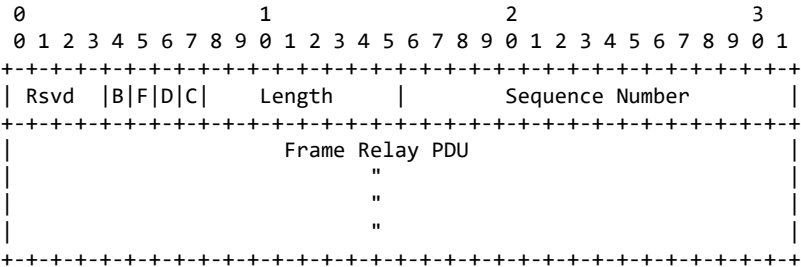 0                   1                   2                   3
 0 1 2 3 4 5 6 7 8 9 0 1 2 3 4 5 6 7 8 9 0 1 2 3 4 5 6 7 8 9 0 1
+-+-+-+-+-+-+-+-+-+-+-+-+-+-+-+-+-+-+-+-+-+-+-+-+-+-+-+-+-+-+-+-+
| Rsvd  |B|F|D|C|    Length     |        Sequence Number        |
+-+-+-+-+-+-+-+-+-+-+-+-+-+-+-+-+-+-+-+-+-+-+-+-+-+-+-+-+-+-+-+-+
|                      Frame Relay PDU                          |
|                             "                                 |
|                             "                                 |
|                             "                                 |
+-+-+-+-+-+-+-+-+-+-+-+-+-+-+-+-+-+-+-+-+-+-+-+-+-+-+-+-+-+-+-+-+